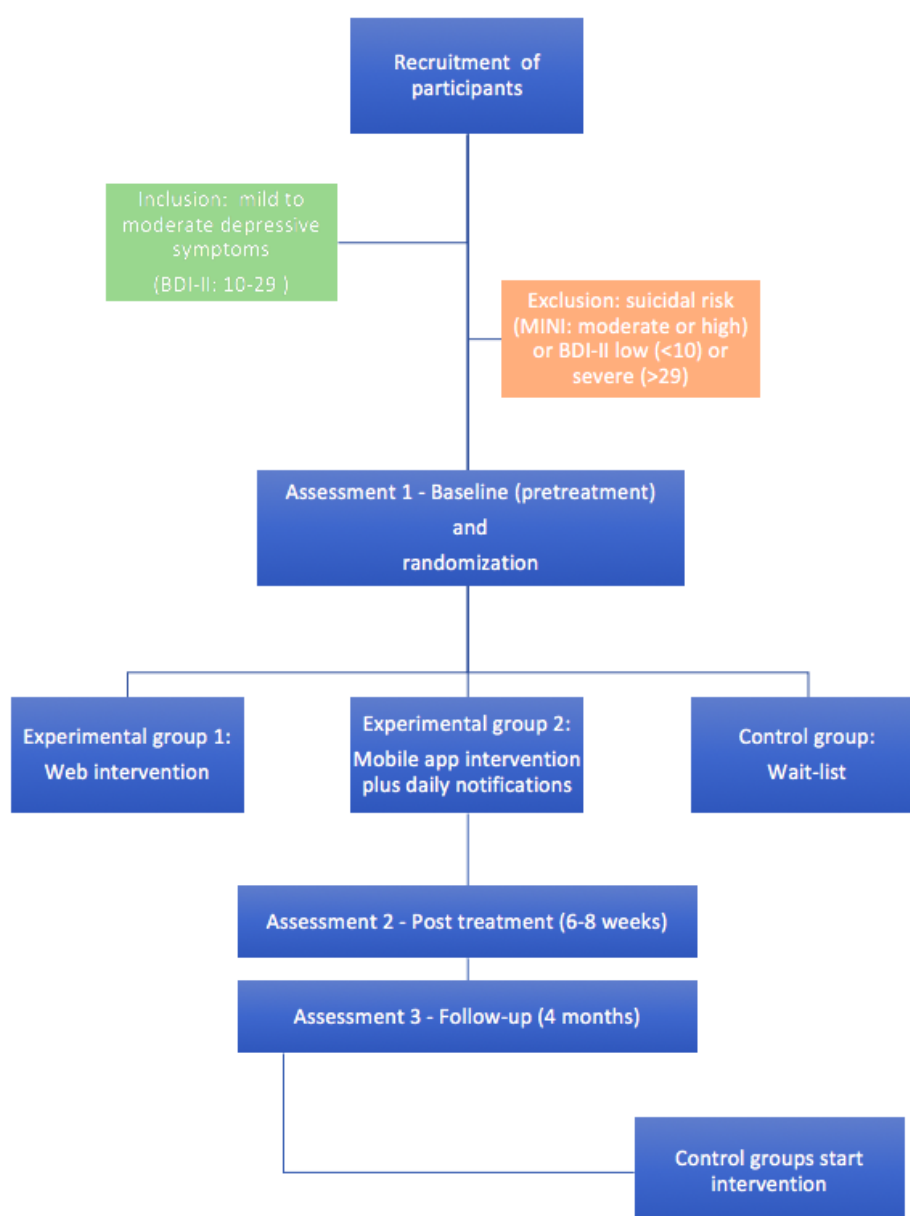 Recruitment of
participants
Inclusion: mild to
moderate depressive
symptoms
(BDI-II: 10-29 )
Exclusion: suicidal risk
(MINI: moderate or high)
or BDI-II low (<10) or
severe (>29)
Assessment 1 - Baseline (pretreatment)
and
randomization
Experimental group 1:
Web intervention
Experimental group 2:
Mobile app intervention
plus daily notifications
Control group:
Wait-list
Assessment 2 - Post treatment (6-8 weeks)
Assessment 3 - Follow-up (4 months)
Control groups start
intervention